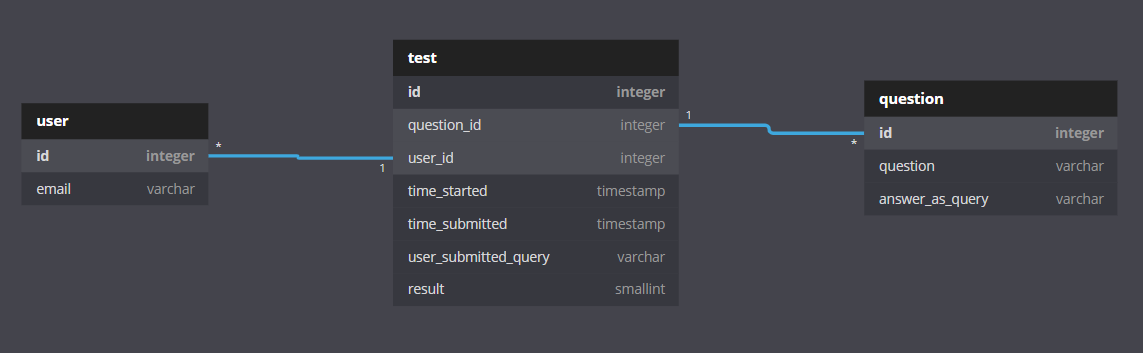 user
id integer
email varchar
*
1
test
id integer
question_id integer
user_id integer
time_started timestamp
time_submitted timestamp
user_submitted_query varchar
result smallint
1
*
question
id integer
question varchar
answer_as_query varchar